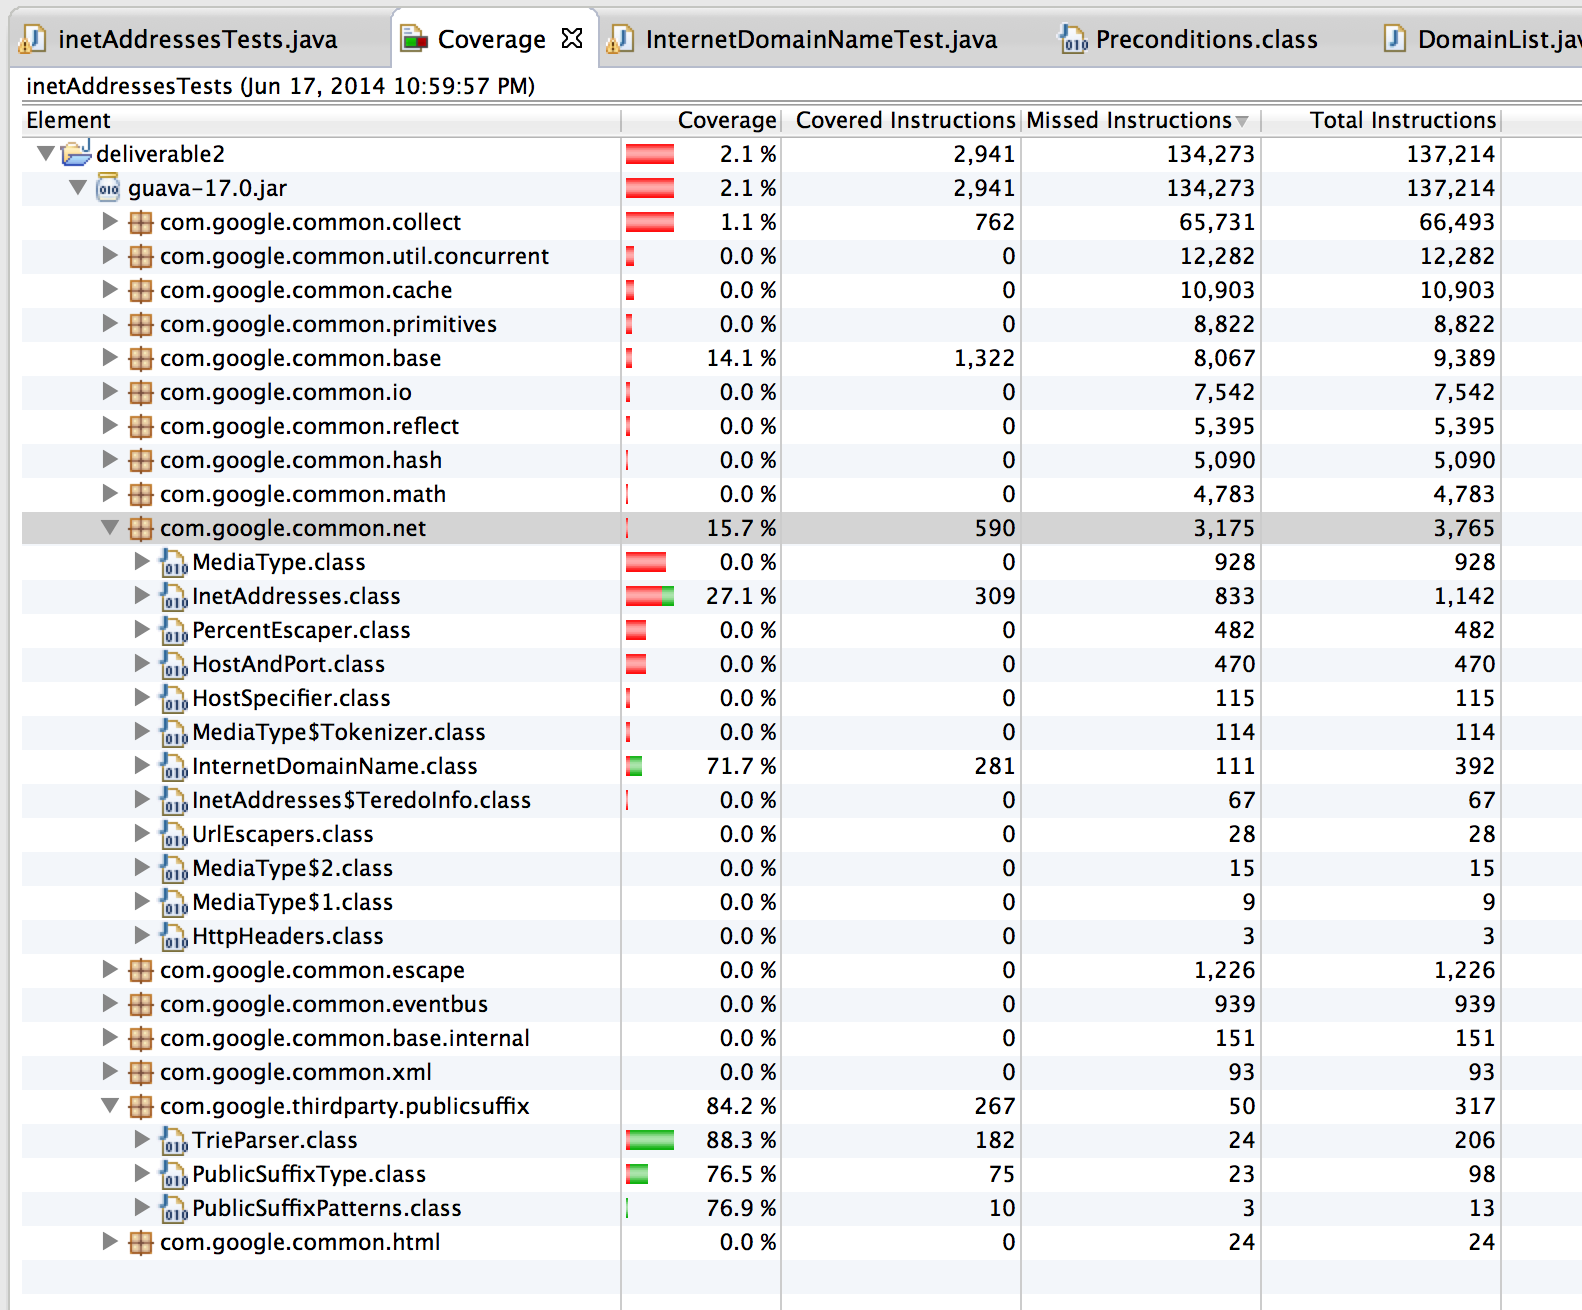 inetAddressesTests.java Coverage InternetDomainNameTest.java Preconditions.class DomainList.jav
inetAddressesTests (Jun 17, 2014 10:59:57 PM)
Element Coverage Covered Instructions Missed Instructions Total Instructions
deliverable2 2.1 % 2,941 134,273 137,214
guava-17.0.jar 2.1 % 2,941 134,273 137,214
com.google.common.collect 1.1 % 762 65,731 66,493
com.google.common.util.concurrent 0.0 % 0 12,282 12,282
com.google.common.cache 0.0 % 0 10,903 10,903
com.google.common.primitives 0.0 % 0 8,822 8,822
com.google.common.base 14.1 % 1,322 8,067 9,389
com.google.common.io 0.0 % 0 7,542 7,542
com.google.common.reflect 0.0 % 0 5,395 5,395
com.google.common.hash 0.0 % 0 5,090 5,090
com.google.common.math 0.0 % 0 4,783 4,783
com.google.common.net 15.7 % 590 3,175 3,765
MediaType.class 0.0 % 0 928 928
InetAddresses.class 27.1 % 309 833 1,142
PercentEscaper.class 0.0 % 0 482 482
HostAndPort.class 0.0 % 0 470 470
HostSpecifier.class 0.0 % 0 115 115
MediaType$Tokenizer.class 0.0 % 0 114 114
InternetDomainName.class 71.7 % 281 111 392
InetAddresses$TeredoInfo.class 0.0 % 0 67 67
UrlEscapers.class 0.0 % 0 28 28
MediaType$2.class 0.0 % 0 15 15
MediaType$1.class 0.0 % 0 9 9
HttpHeaders.class 0.0 % 0 3 3
com.google.common.escape 0.0 % 0 1,226 1,226
com.google.common.eventbus 0.0 % 0 939 939
com.google.common.base.internal 0.0 % 0 151 151
com.google.common.xml 0.0 % 0 93 93
com.google.thirdparty.publicsuffix 84.2 % 267 50 317
TrieParser.class 88.3 % 182 24 206
PublicSuffixType.class 76.5 % 75 23 98
PublicSuffixPatterns.class 76.9 % 10 3 13
com.google.common.html 0.0 % 0 24 24